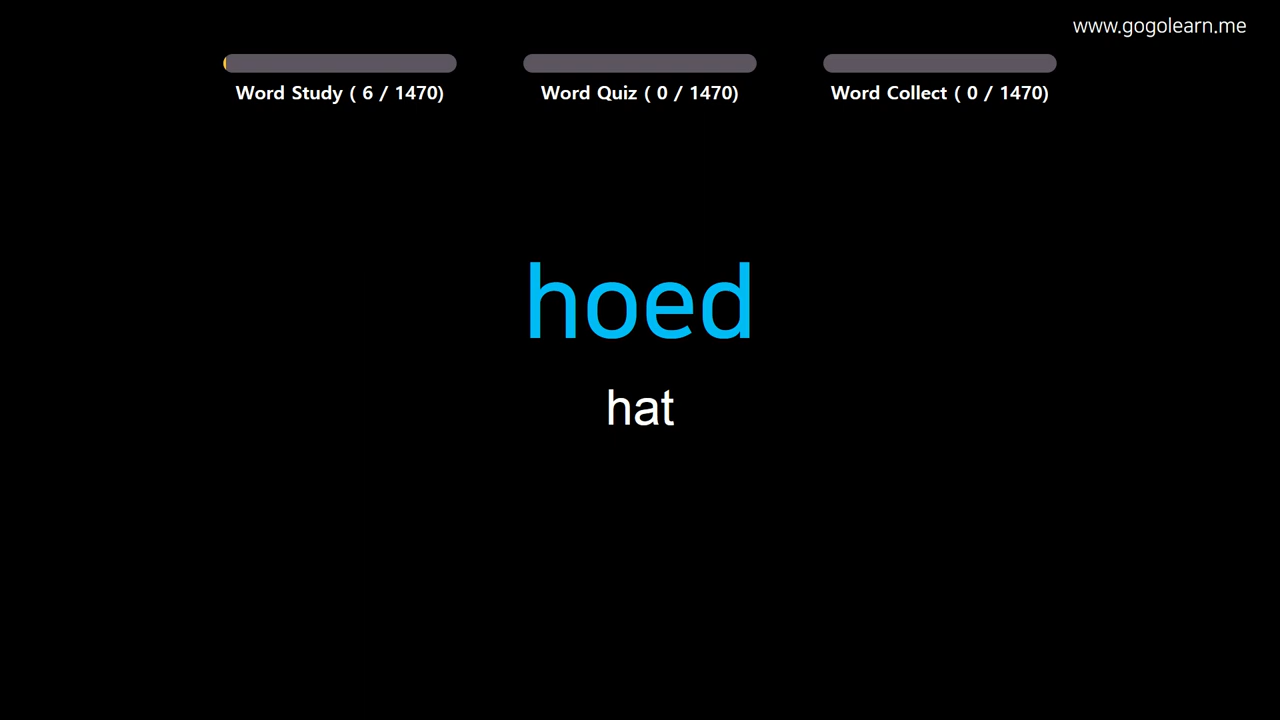 www.gogolearn.me
Word Study ( 6 / 1470)
Word Quiz ( 0 / 1470)
Word Collect ( 0 / 1470)
hoed
hat